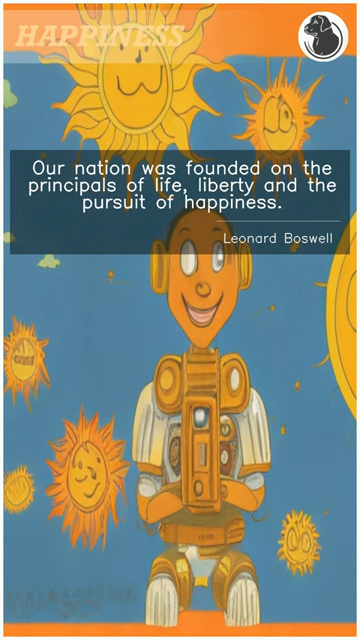 HAPPINESS
Our nation was founded on the
principals of life, liberty and the
pursuit of happiness.
Leonard Boswell